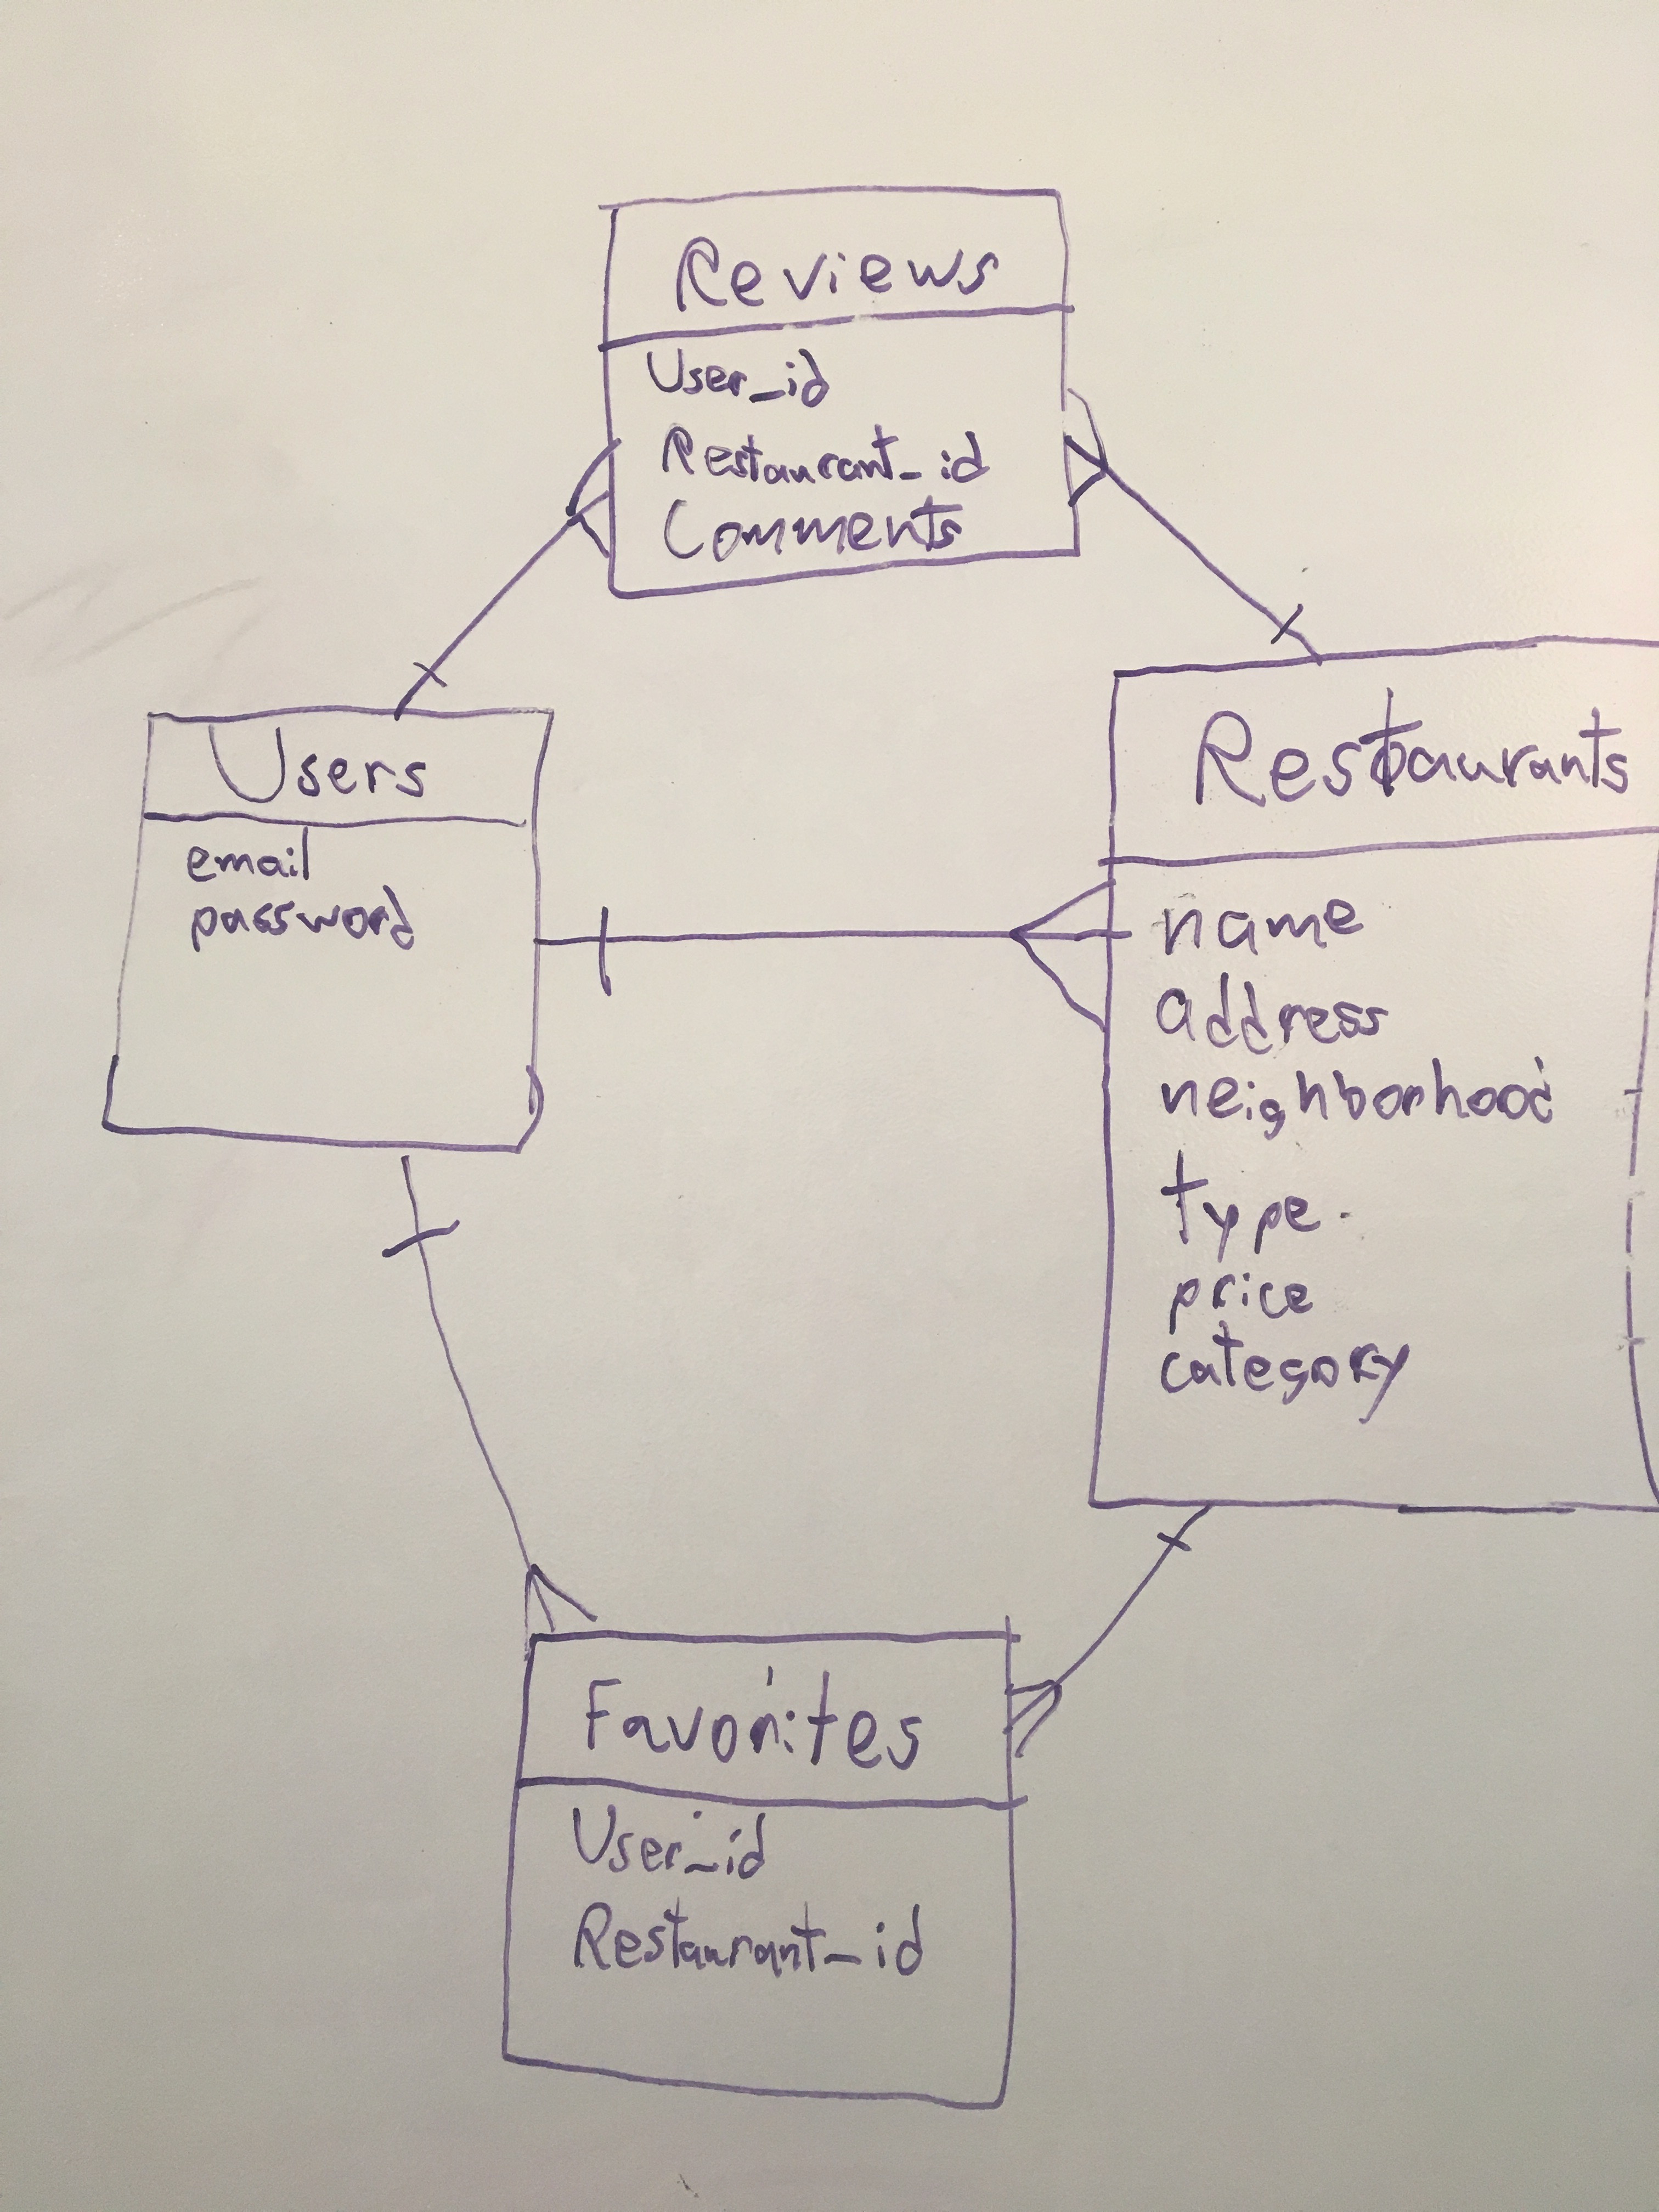 Reviews
User_id
Restaurant_id
Comments
Users
email
password
Restaurants
name
address
neighborhood
type
price
category
Favorites
User_id
Restaurant_id